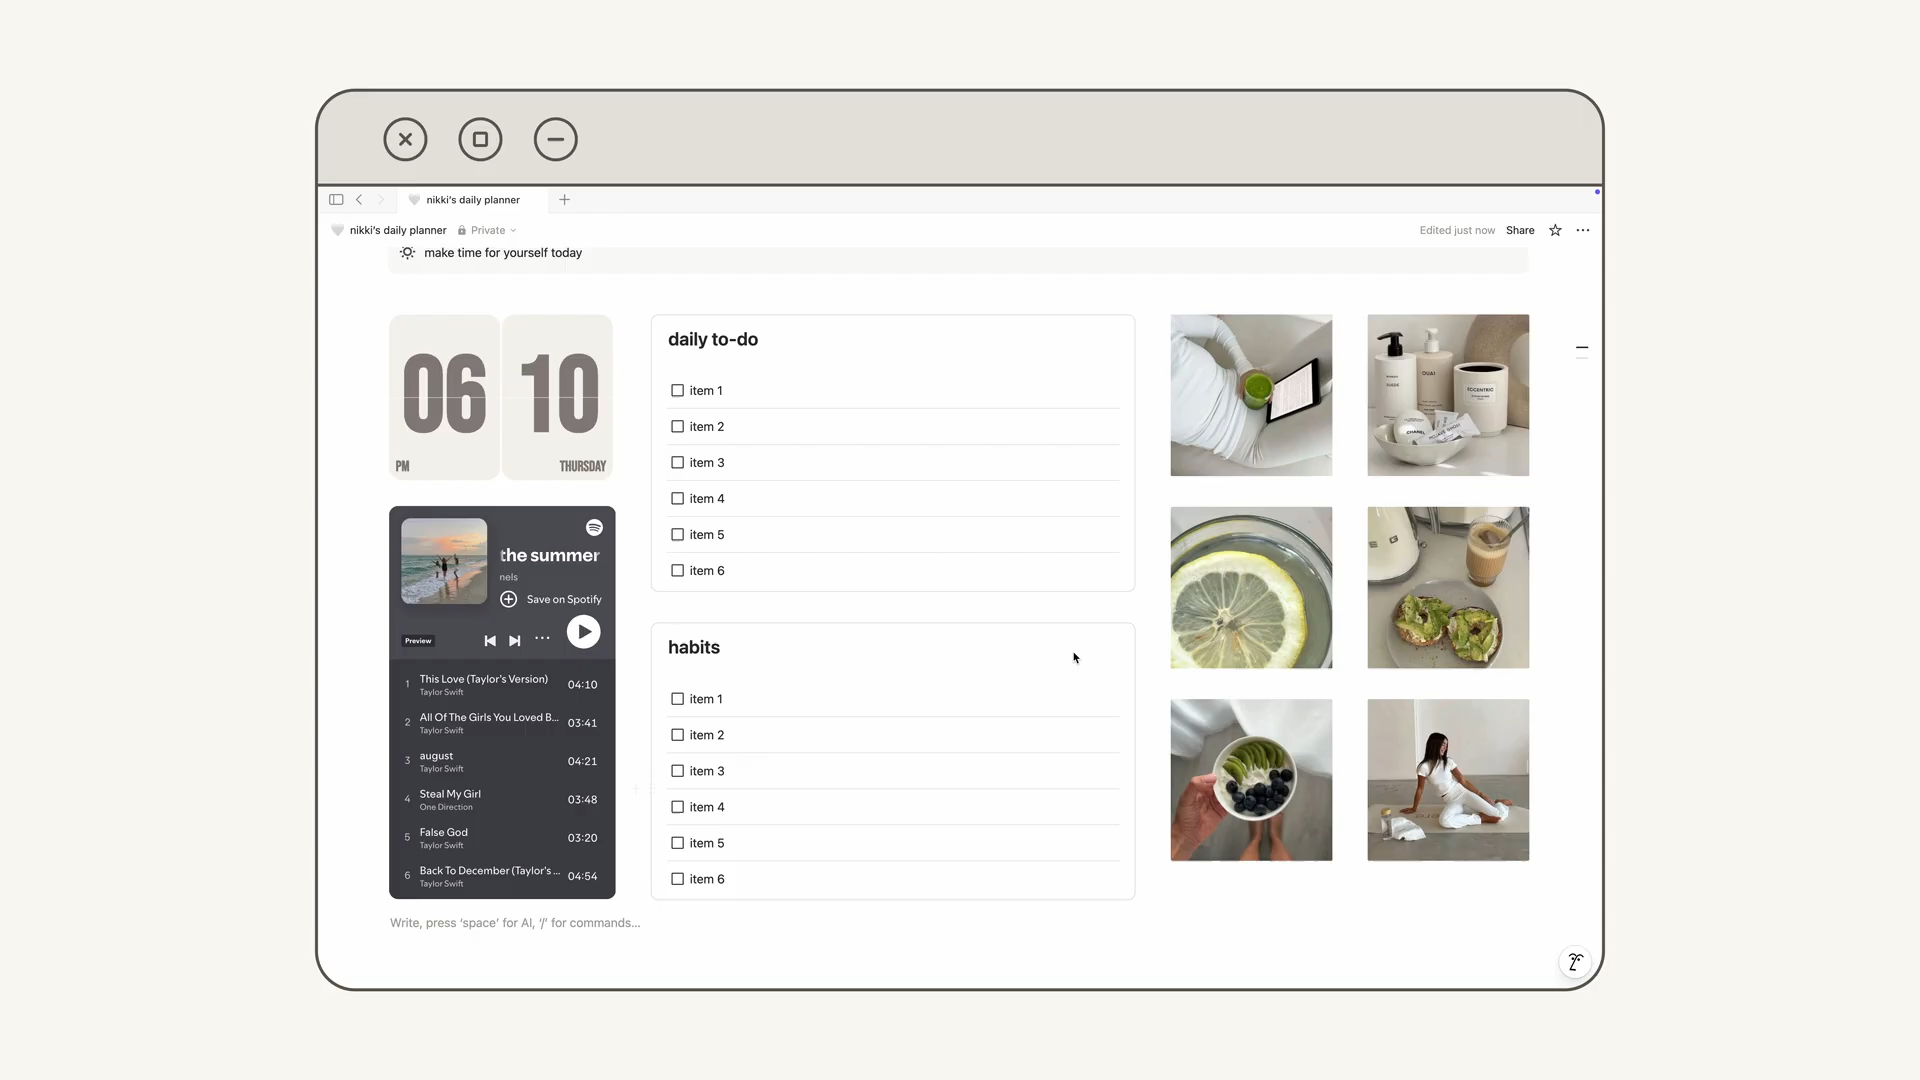 nikki's daily planner
nikki's daily planner Private
Edited just now Share
make time for yourself today
06 10
PM THURSDAY
the summer
nels
Save on Spotify
Preview
1 This Love (Taylor's Version) 04:10
Taylor Swift
2 All Of The Girls You Loved B... 03:41
Taylor Swift
3 august 04:21
Taylor Swift
4 Steal My Girl 03:48
One Direction
5 False God 03:20
Taylor Swift
6 Back To December (Taylor's ... 04:54
Taylor Swift
Write, press ‘space’ for AI, ‘/’ for commands...
daily to-do
item 1
item 2
item 3
item 4
item 5
item 6
habits
item 1
item 2
item 3
item 4
item 5
item 6
OUAI
ECCENTRIC
CHANEL